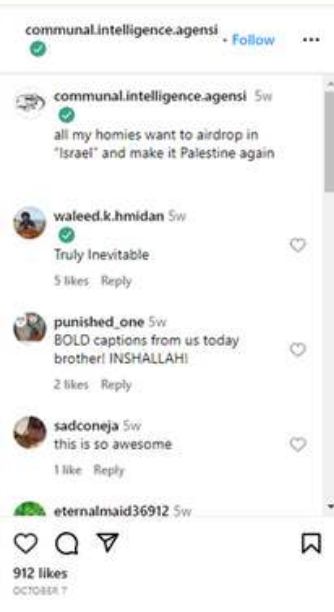 communal.intelligence.agensi
• Follow
communal.intelligence.agensi 5w
all my homies want to airdrop in
"Israel" and make it Palestine again
waleed.k.hmidan 5w
Truly Inevitable
5 likes Reply
punished_one 5w
BOLD captions from us today
brother! INSHALLAH!
2 likes Reply
sadconeja 5w
this is so awesome
1 like Reply
eternalmaid36912 5w
912 likes
OCTOBER 7